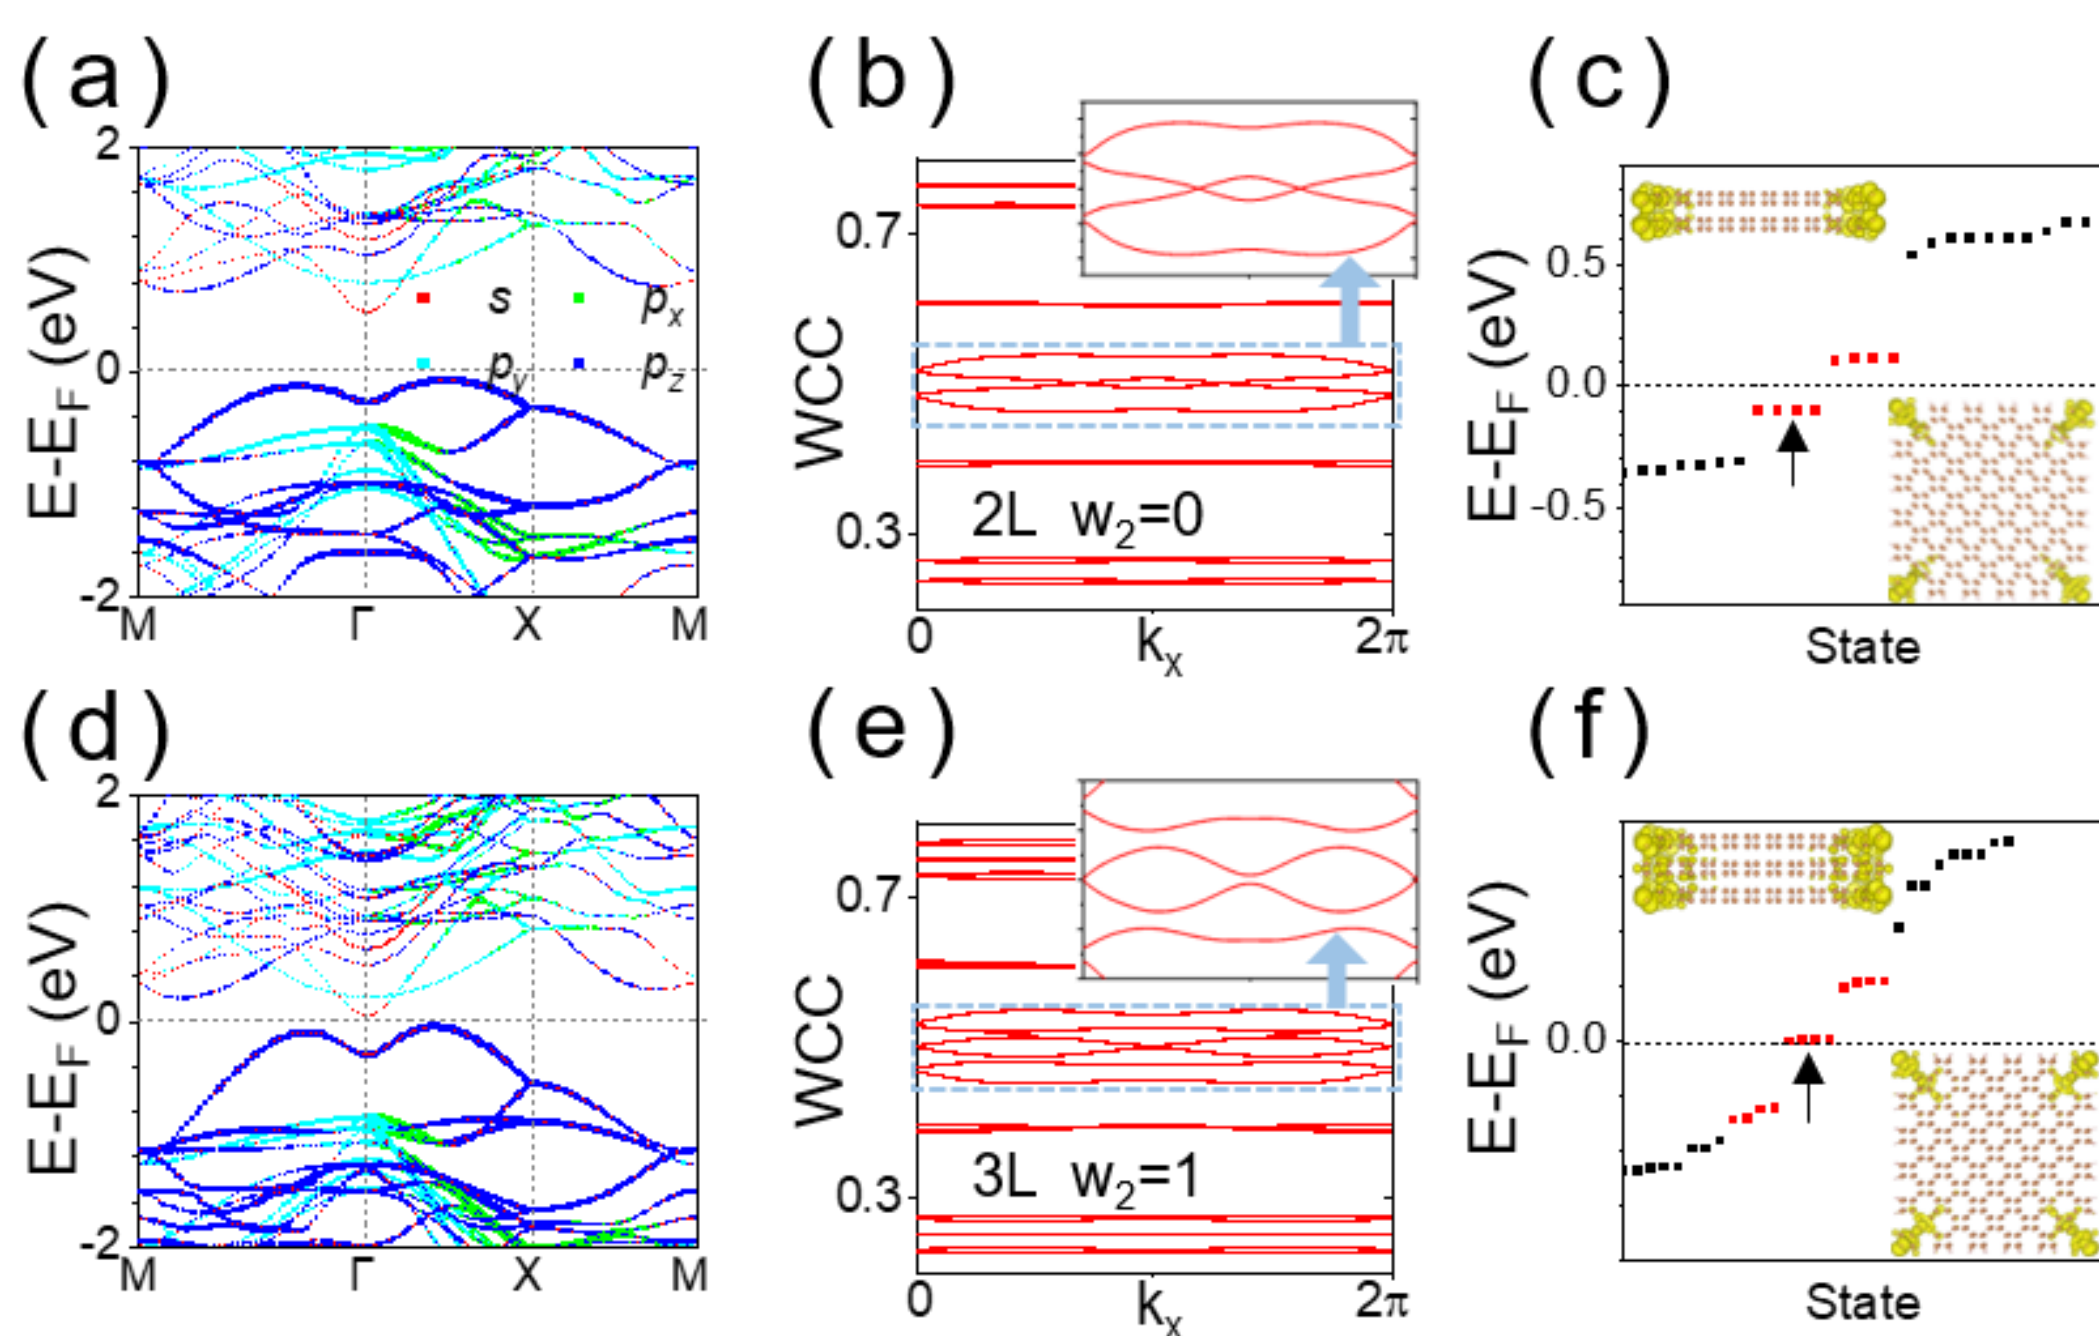 (a)
2
0
-2
E-E_F (eV)
s
p_x
p_y
p_z
M Γ X M
(b)
0.7
0.3
WCC
2L w_2=0
0 k_x 2π
(c)
0.5
0.0
-0.5
E-E_F (eV)
State
(d)
2
0
-2
E-E_F (eV)
M Γ X M
(e)
0.7
0.3
WCC
3L w_2=1
0 k_x 2π
(f)
0.0
E-E_F (eV)
State